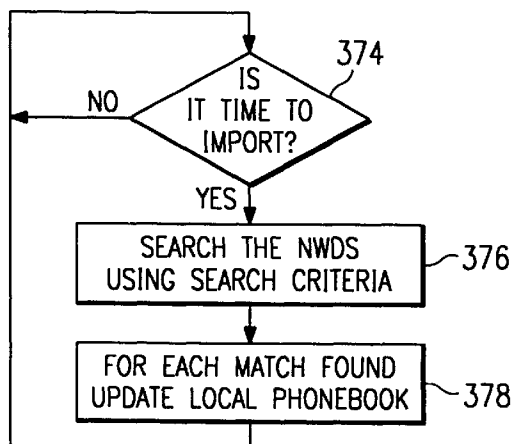 IS
IT TIME TO
IMPORT?
374
NO
YES
SEARCH THE NWDS
USING SEARCH CRITERIA
376
FOR EACH MATCH FOUND
UPDATE LOCAL PHONEBOOK
378